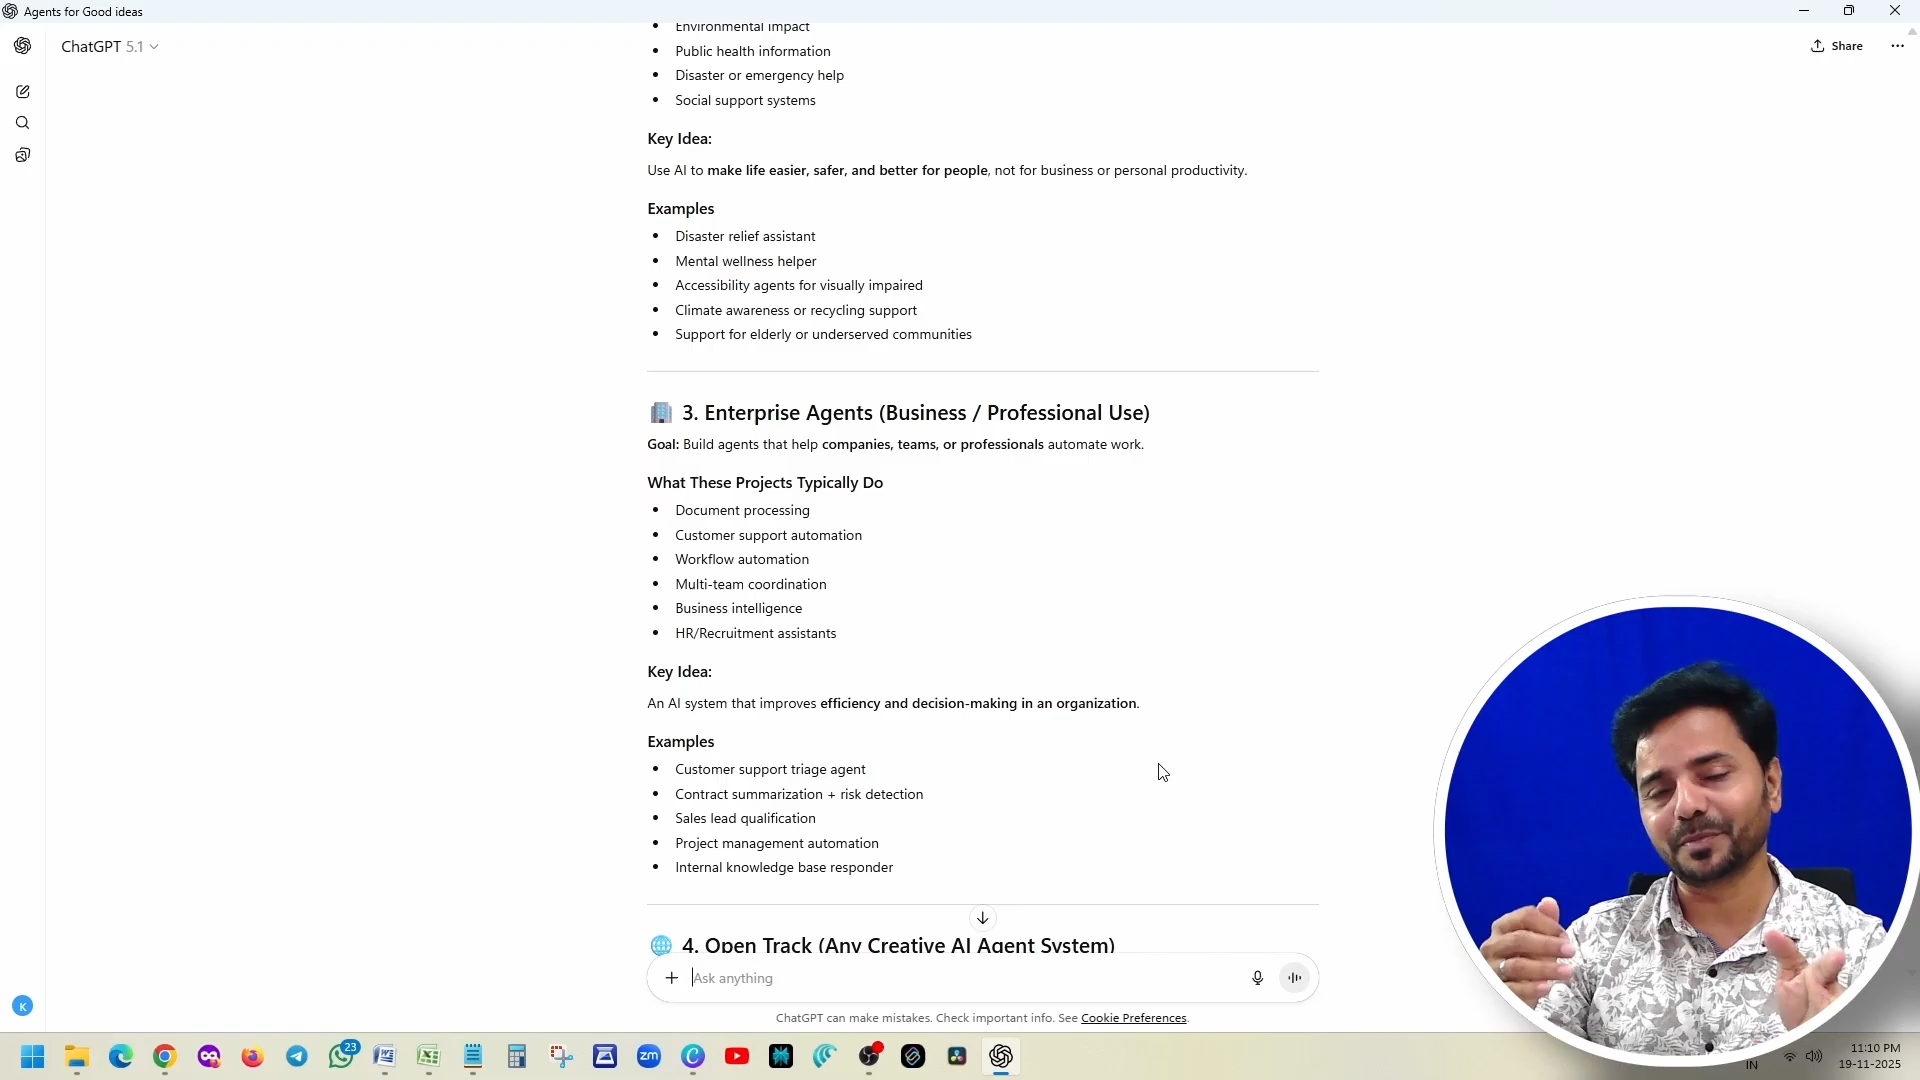 Agents for Good ideas
ChatGPT 5.1
Share
Environmental impact
Public health information
Disaster or emergency help
Social support systems
Key Idea:
Use AI to make life easier, safer, and better for people, not for business or personal productivity.
Examples
Disaster relief assistant
Mental wellness helper
Accessibility agents for visually impaired
Climate awareness or recycling support
Support for elderly or underserved communities
3. Enterprise Agents (Business / Professional Use)
Goal: Build agents that help companies, teams, or professionals automate work.
What These Projects Typically Do
Document processing
Customer support automation
Workflow automation
Multi-team coordination
Business intelligence
HR/Recruitment assistants
Key Idea:
An AI system that improves efficiency and decision-making in an organization.
Examples
Customer support triage agent
Contract summarization + risk detection
Sales lead qualification
Project management automation
Internal knowledge base responder
4. Open Track (Any Creative AI Agent System)
Ask anything
ChatGPT can make mistakes. Check important info. See Cookie Preferences.
K
23
zm
IN
11:10 PM
19-11-2025